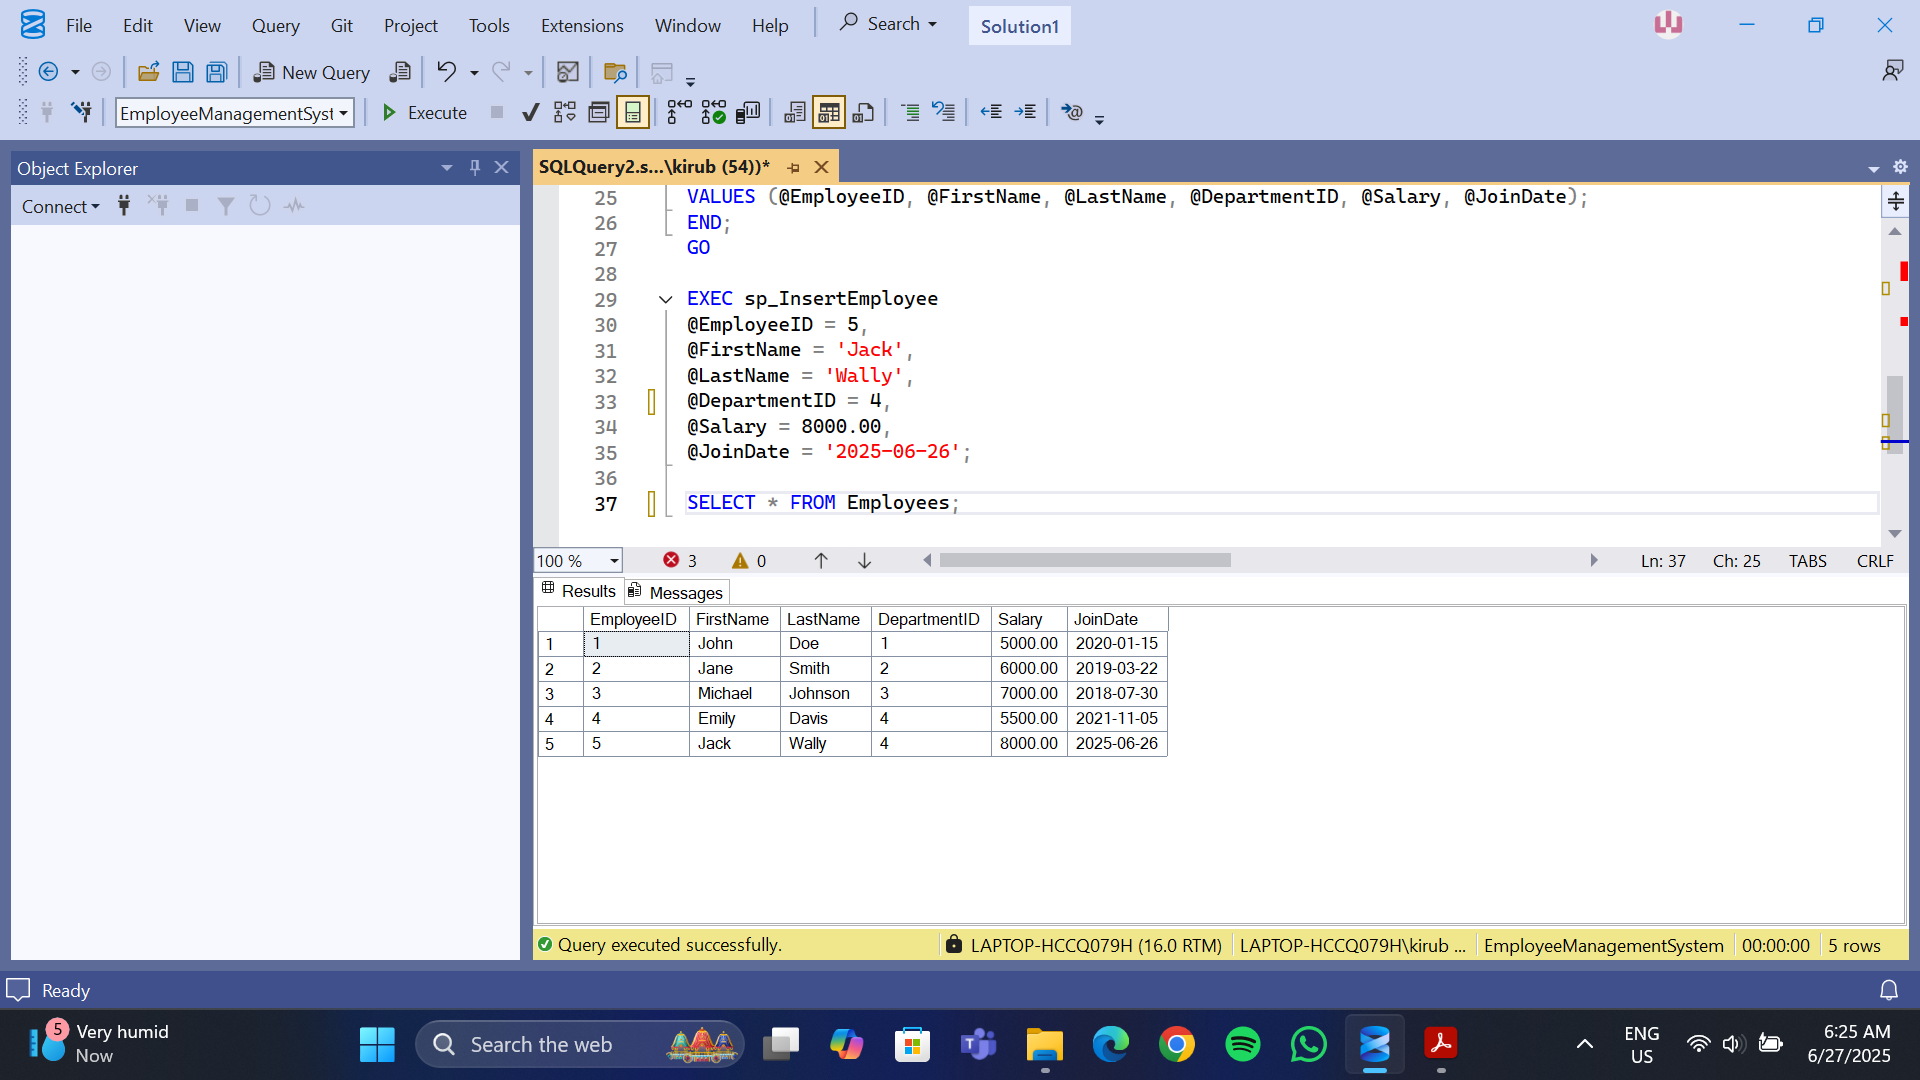 File Edit View Query Git Project Tools Extensions Window Help Search Solution1
New Query
EmployeeManagementSyst Execute
Object Explorer
Connect
SQLQuery2.s...\kirub (54))*
25 VALUES (@EmployeeID, @FirstName, @LastName, @DepartmentID, @Salary, @JoinDate);
26 END;
27 GO
28
29 EXEC sp_InsertEmployee
30 @EmployeeID = 5,
31 @FirstName = 'Jack',
32 @LastName = 'Wally',
33 @DepartmentID = 4,
34 @Salary = 8000.00,
35 @JoinDate = '2025-06-26';
36
37 SELECT * FROM Employees;
100 % 3 0 Ln: 37 Ch: 25 TABS CRLF
Results Messages
EmployeeID FirstName LastName DepartmentID Salary JoinDate
1 1 John Doe 1 5000.00 2020-01-15
2 2 Jane Smith 2 6000.00 2019-03-22
3 3 Michael Johnson 3 7000.00 2018-07-30
4 4 Emily Davis 4 5500.00 2021-11-05
5 5 Jack Wally 4 8000.00 2025-06-26
Query executed successfully. LAPTOP-HCCQ079H (16.0 RTM) LAPTOP-HCCQ079H\kirub ... EmployeeManagementSystem 00:00:00 5 rows
Ready
5 Very humid
Now
Search the web
ENG
US
6:25 AM
6/27/2025